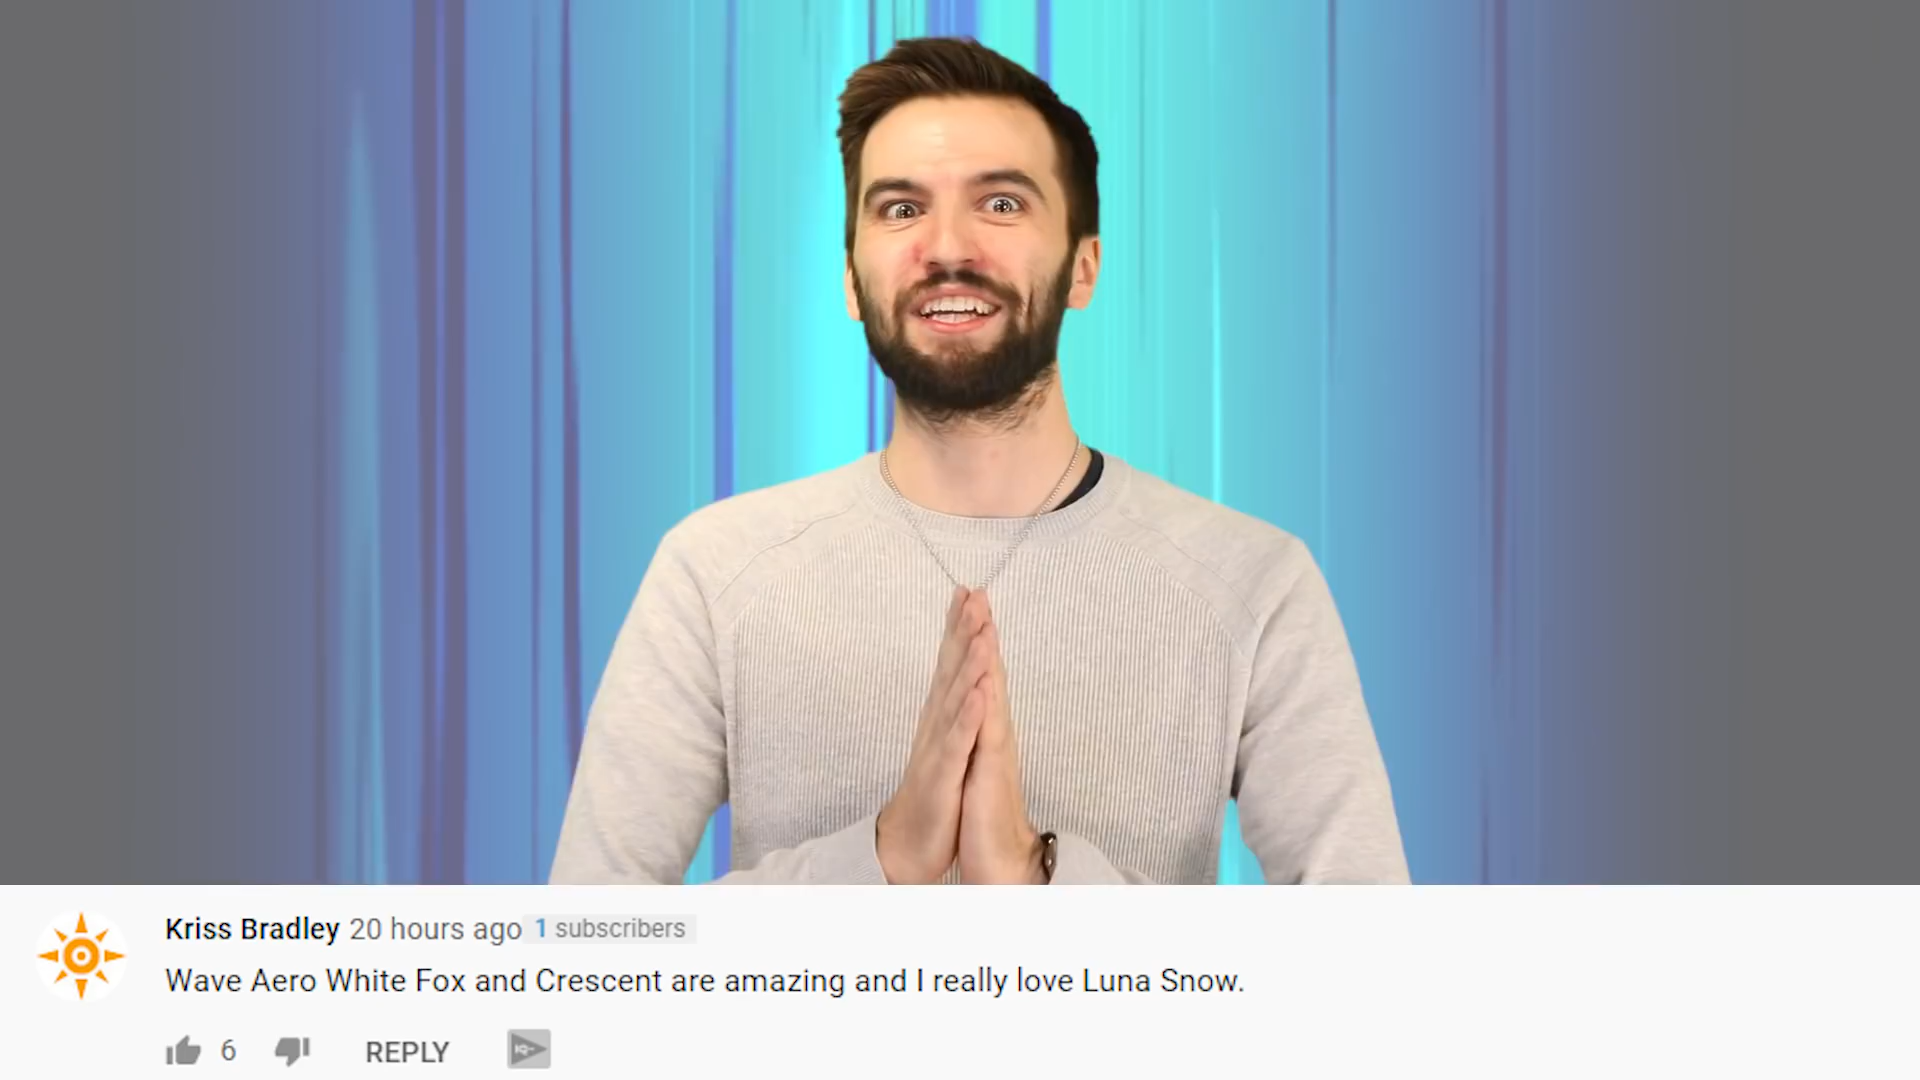 Kriss Bradley 20 hours ago 1 subscribers
Wave Aero White Fox and Crescent are amazing and I really love Luna Snow.
6 REPLY